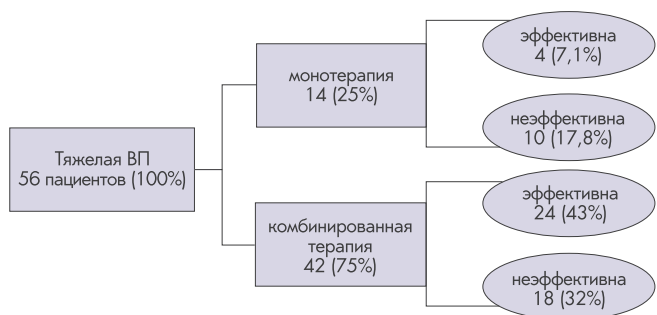 Тяжелая ВП
56 пациентов (100%)
монотерапия
14 (25%)
эффективна
4 (7,1%)
неэффективна
10 (17,8%)
комбинированная
терапия
42 (75%)
эффективна
24 (43%)
неэффективна
18 (32%)